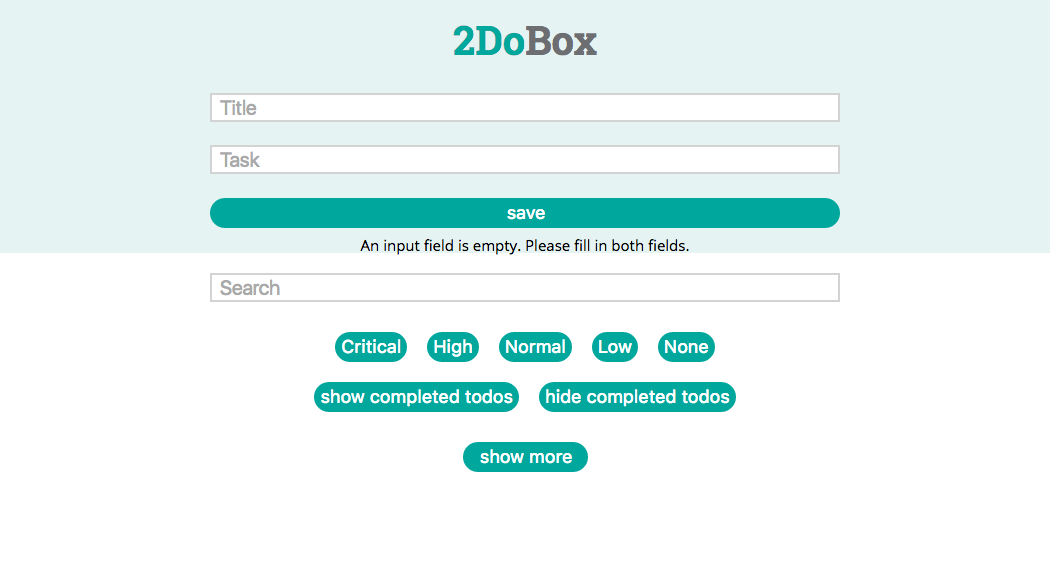 2DoBox
Title
Task
save
An input field is empty. Please fill in both fields.
Search
Critical High Normal Low None
show completed todos hide completed todos
show more